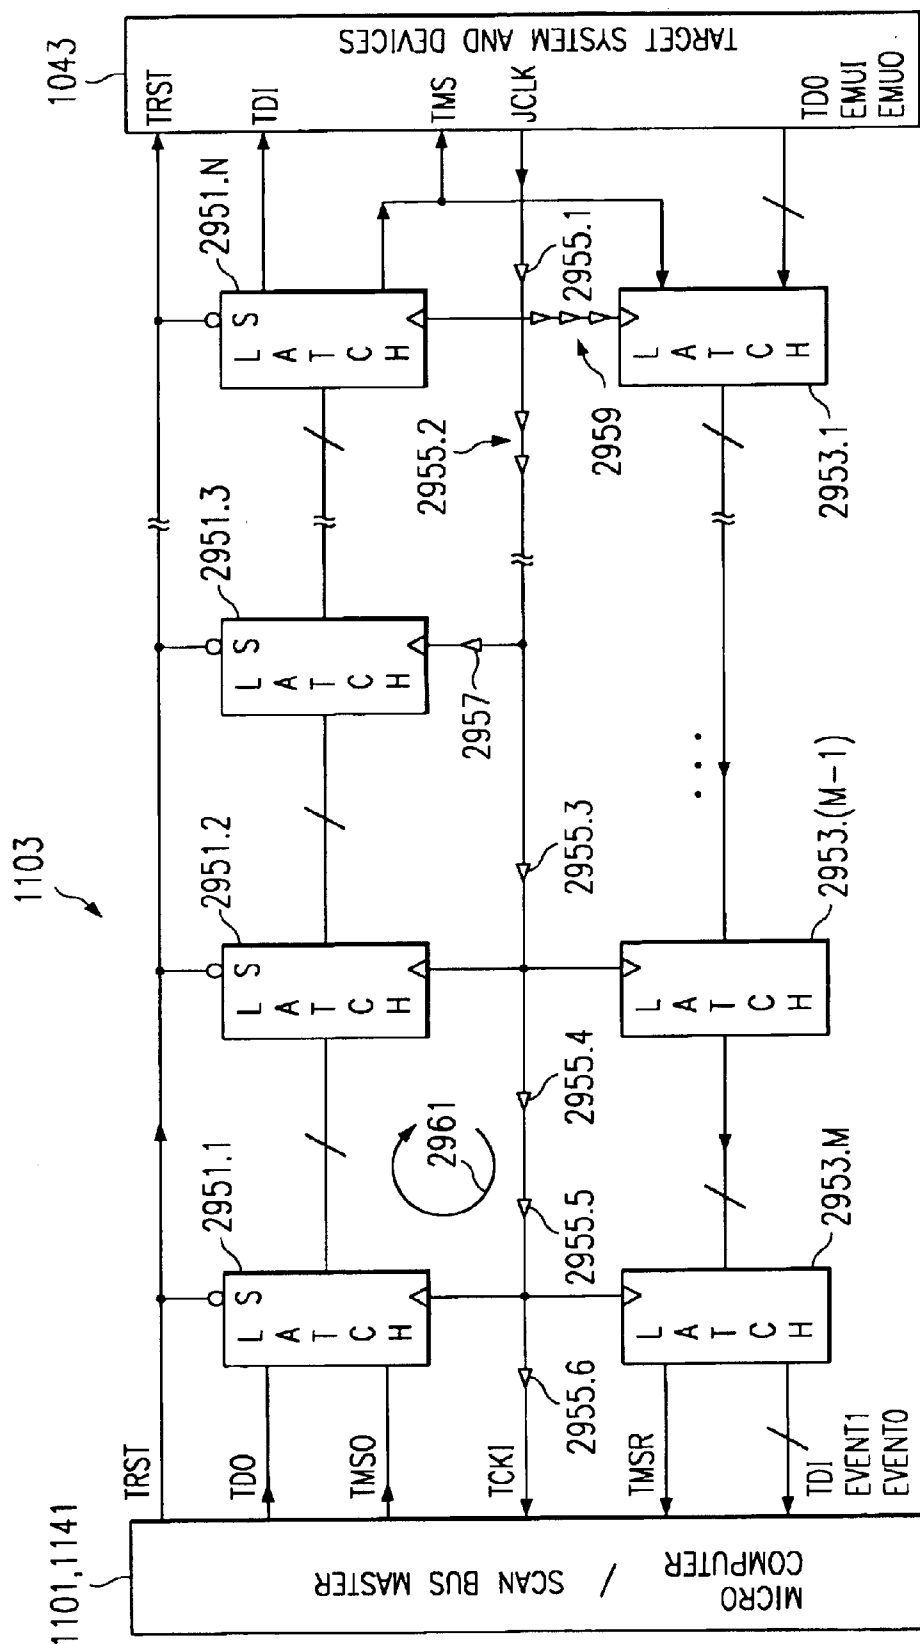 1103
1101,1141
MICRO
COMPUTER
/
SCAN BUS MASTER
TRST
TDO
TMSO
TCKI
TMSR
TDI
EVENT1
EVENT0
2951.1
S
LATCH
2951.2
S
LATCH
2951.3
S
LATCH
2951.N
S
LATCH
2961
2957
2955.6
2955.5
2955.4
2955.3
2955.2
2955.1
2959
LATCH
2953.M
LATCH
2953.(M-1)
• • •
LATCH
2953.1
1043
TRST
TDI
TMS
JCLK
TDO
EMUI
EMUO
TARGET SYSTEM AND DEVICES